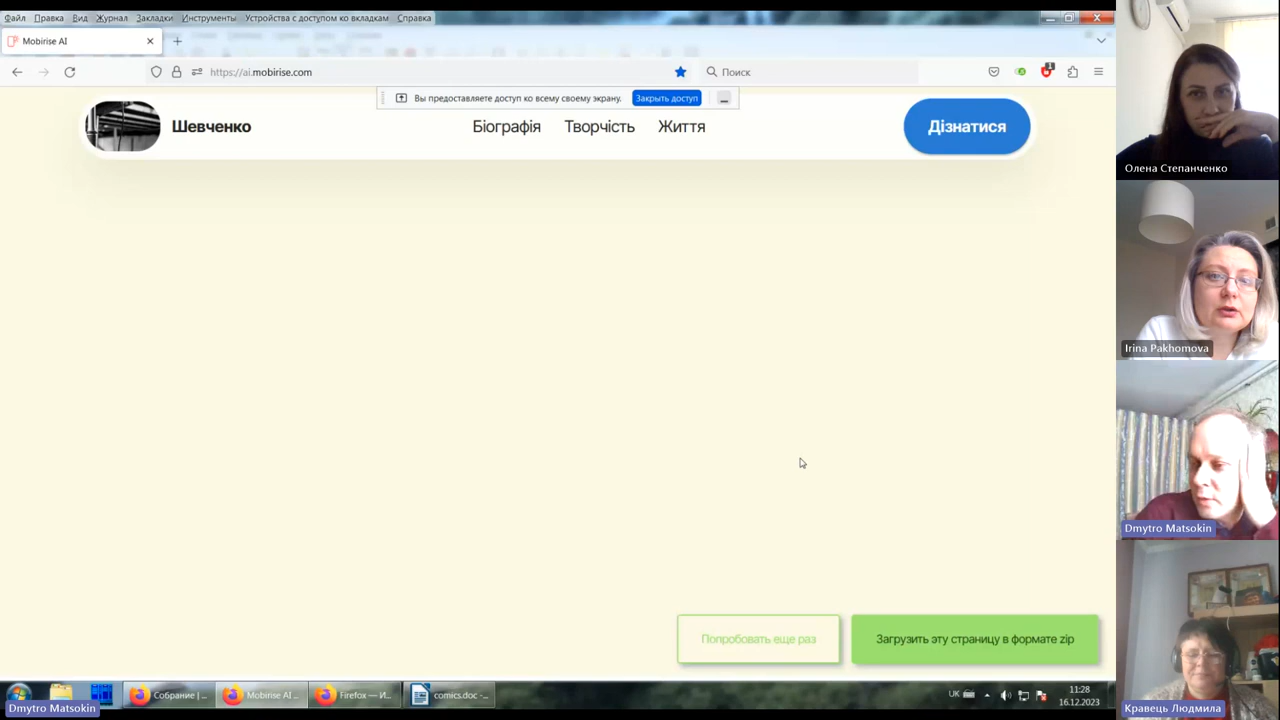 Файл Правка Вид Журнал Закладки Инструменты Устройства с доступом ко вкладкам Справка
Mobirise AI
https://ai.mobirise.com
Поиск
1
Вы предоставляете доступ ко всему своему экрану. Закрыть доступ
Шевченко
Біографія Творчість Життя
Дізнатися
Попробовать еще раз
Загрузить эту страницу в формате zip
Собрание | ...
Mobirise AI ...
Firefox — И...
comics.doc -...
UK
11:28
16.12.2023
Dmytro Matsokin
Олена Степанченко
Irina Pakhomova
Dmytro Matsokin
Кравець Людмила